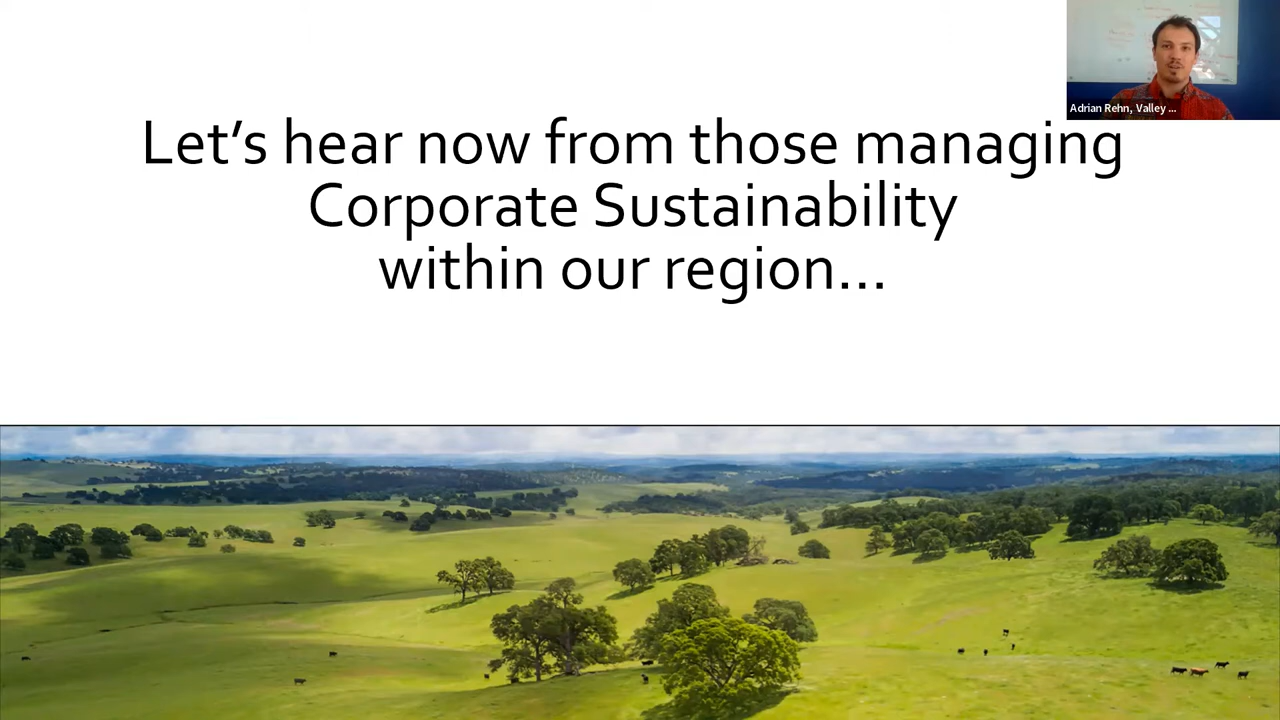 Let’s hear now from those managing
Corporate Sustainability
within our region…
Adrian Rehn, Valley ...